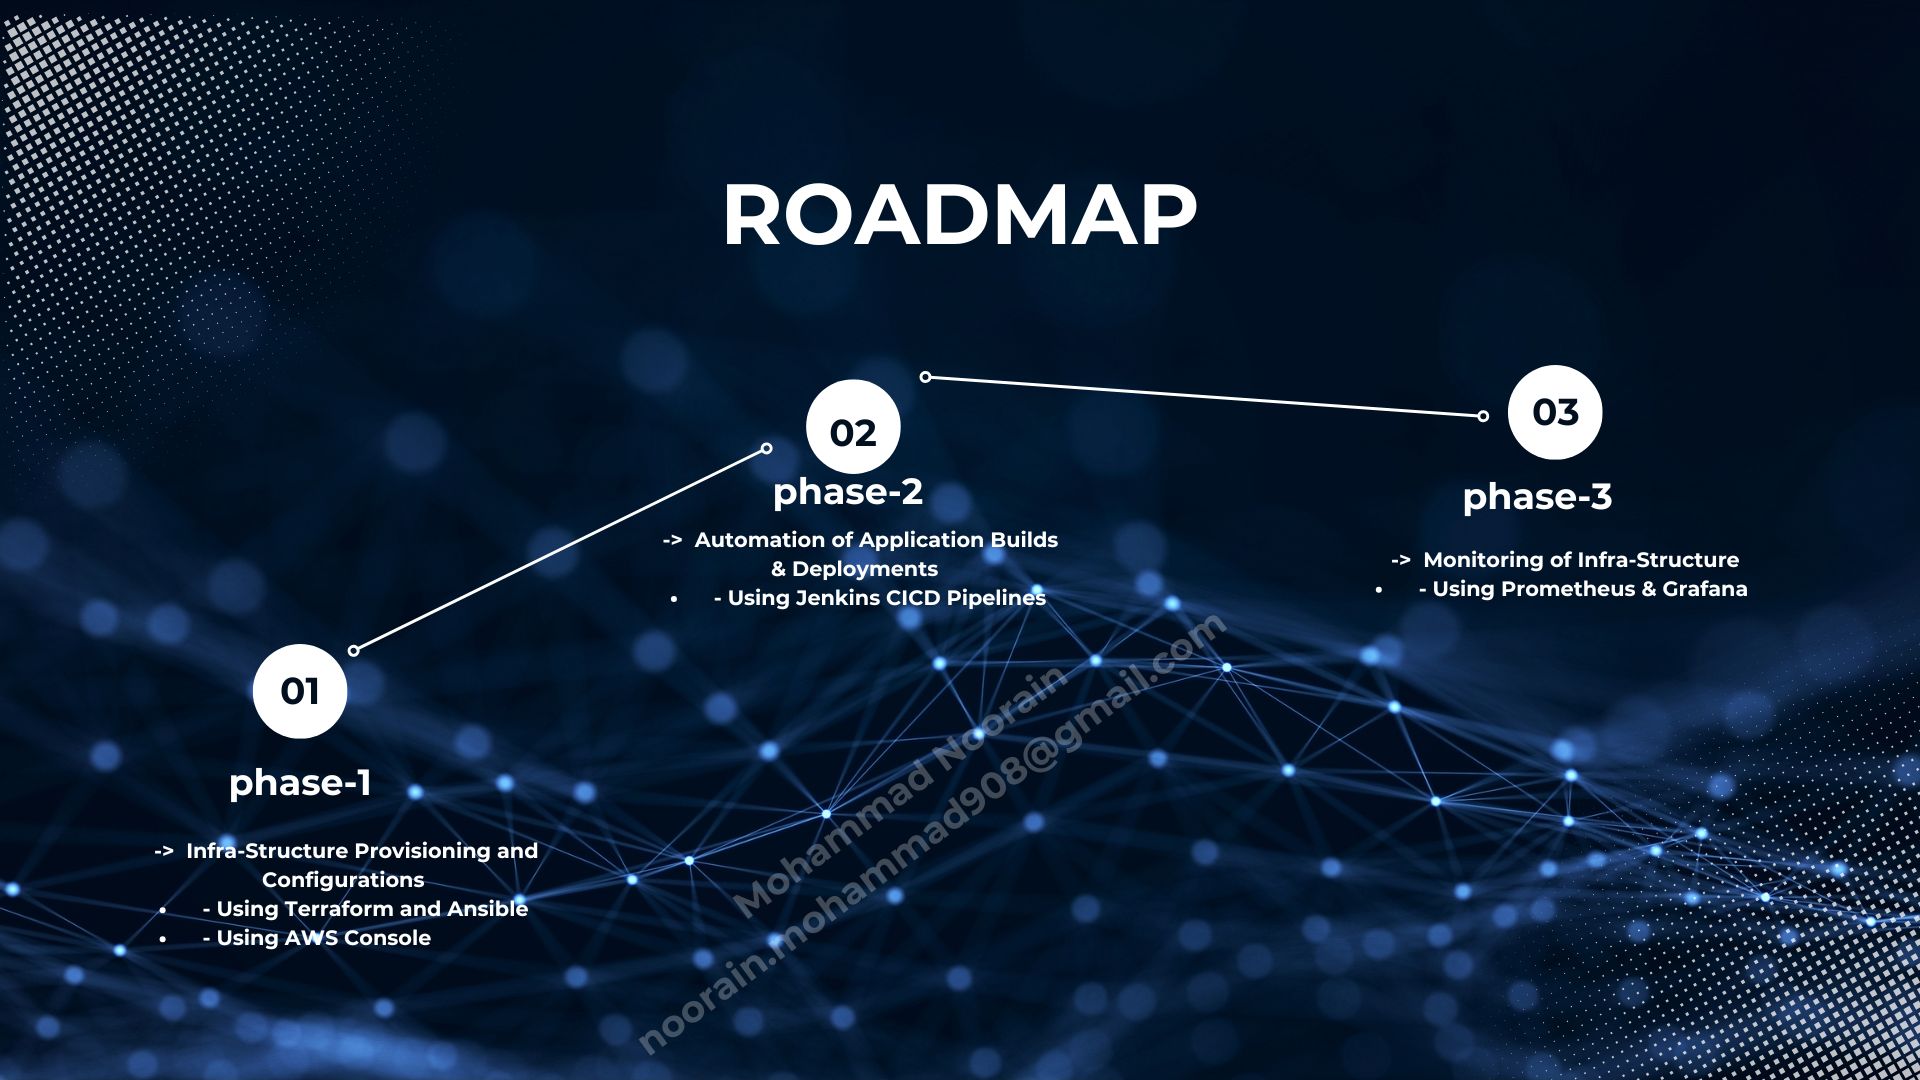 ROADMAP
01
phase-1
-> Infra-Structure Provisioning and
Configurations
• - Using Terraform and Ansible
• - Using AWS Console
02
phase-2
-> Automation of Application Builds
& Deployments
• - Using Jenkins CICD Pipelines
03
phase-3
-> Monitoring of Infra-Structure
• - Using Prometheus & Grafana
Mohammad Noorain
noorain.mohammad908@gmail.com